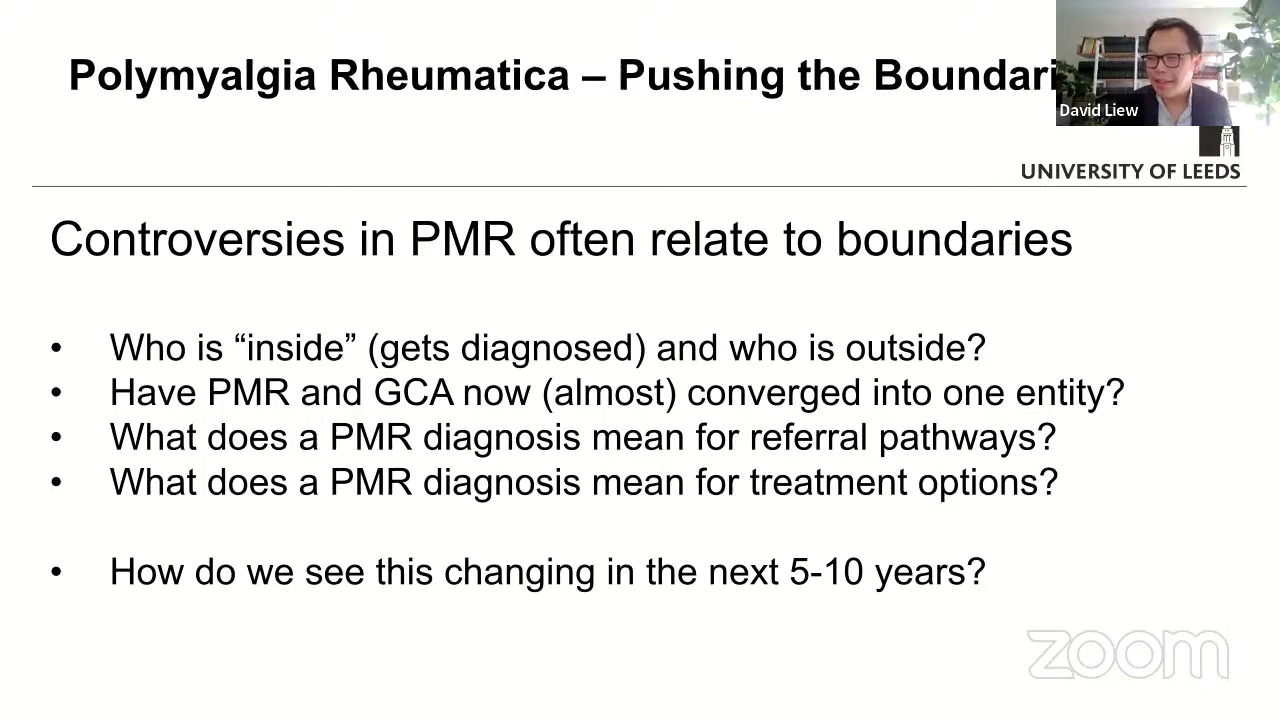 Polymyalgia Rheumatica – Pushing the Boundari
David Liew
UNIVERSITY OF LEEDS
Controversies in PMR often relate to boundaries
• Who is “inside” (gets diagnosed) and who is outside?
• Have PMR and GCA now (almost) converged into one entity?
• What does a PMR diagnosis mean for referral pathways?
• What does a PMR diagnosis mean for treatment options?
• How do we see this changing in the next 5-10 years?
zoom